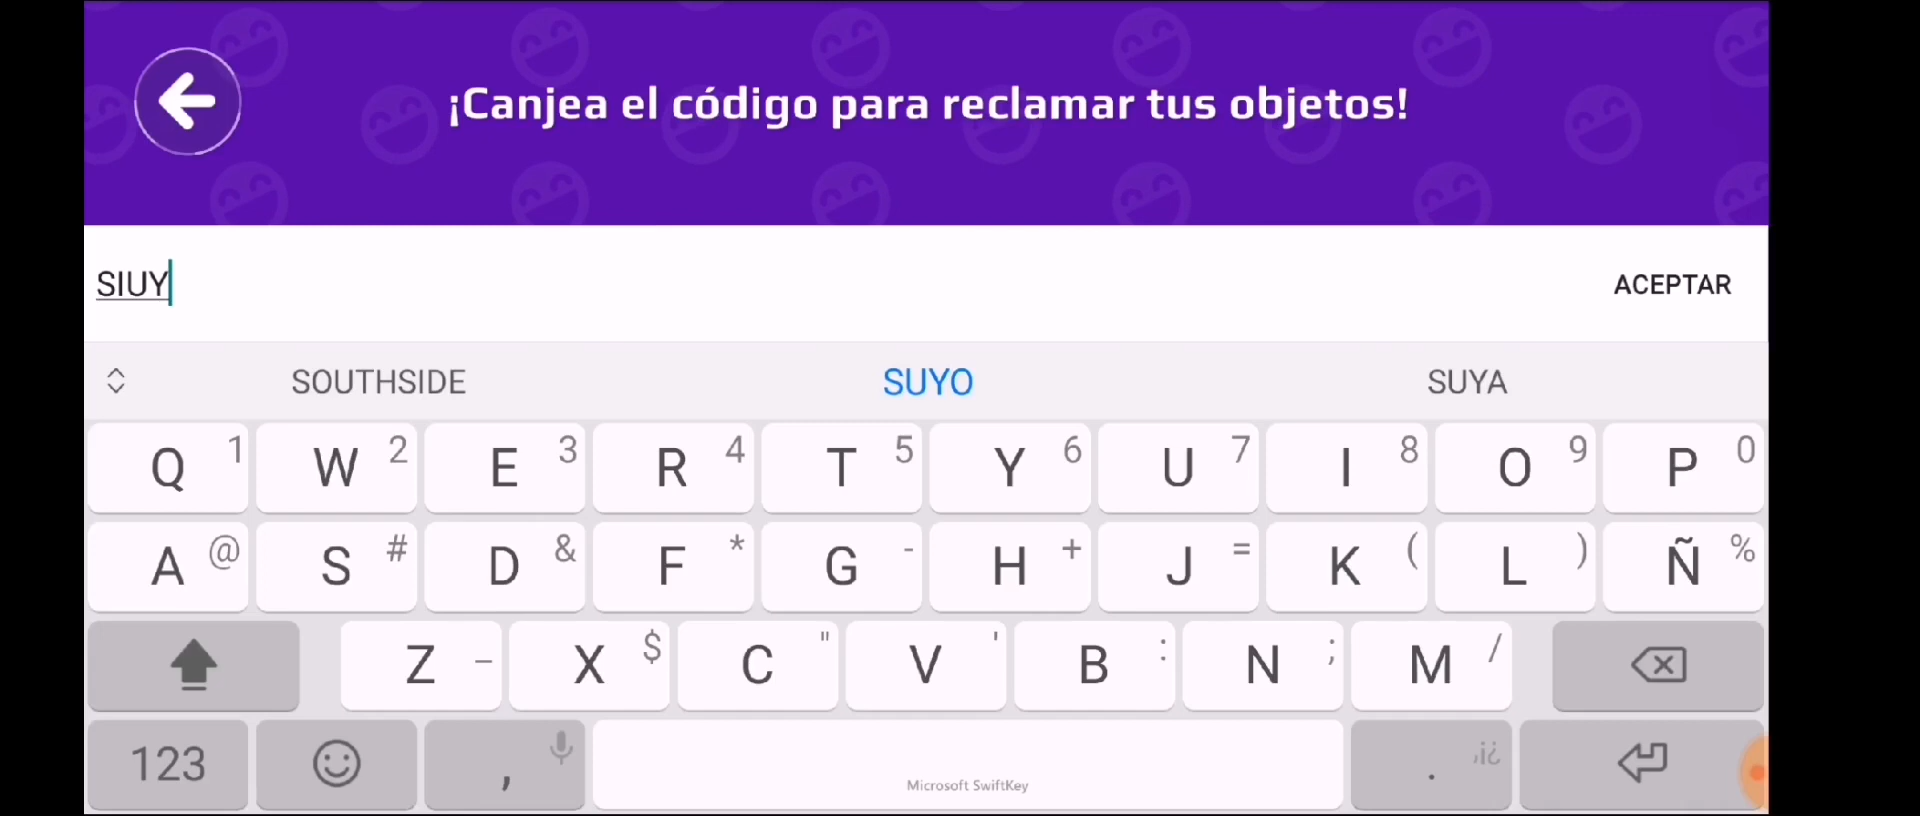 ¡Canjea el código para reclamar tus objetos!
SIUY
ACEPTAR
SOUTHSIDE SUYO SUYA
Q 1 W 2 E 3 R 4 T 5 Y 6 U 7 I 8 O 9 P 0
A @ S # D & F * G - H + J = K ( L ) Ñ %
Z _ X $ C " V ' B : N ; M /
123 , Microsoft SwiftKey . ,¡¿